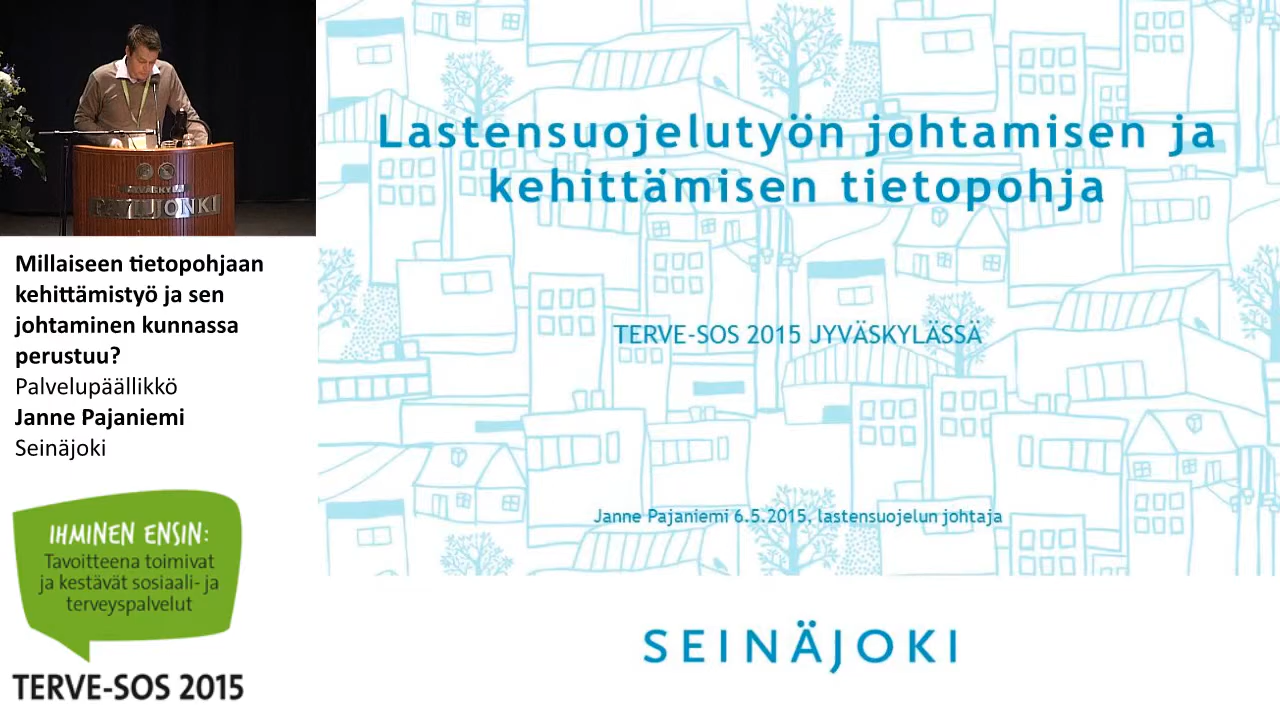 PAVILJONKI
Millaiseen tietopohjaan
kehittämistyö ja sen
johtaminen kunnassa
perustuu?
Palvelupäällikkö
Janne Pajaniemi
Seinäjoki
IHMINEN ENSIN:
Tavoitteena toimivat
ja kestävät sosiaali- ja
terveyspalvelut
TERVE-SOS 2015
Lastensuojelutyön johtamisen ja
kehittämisen tietopohja
TERVE-SOS 2015 JYVÄSKYLÄSSÄ
Janne Pajaniemi 6.5.2015, lastensuojelun johtaja
SEINÄJOKI